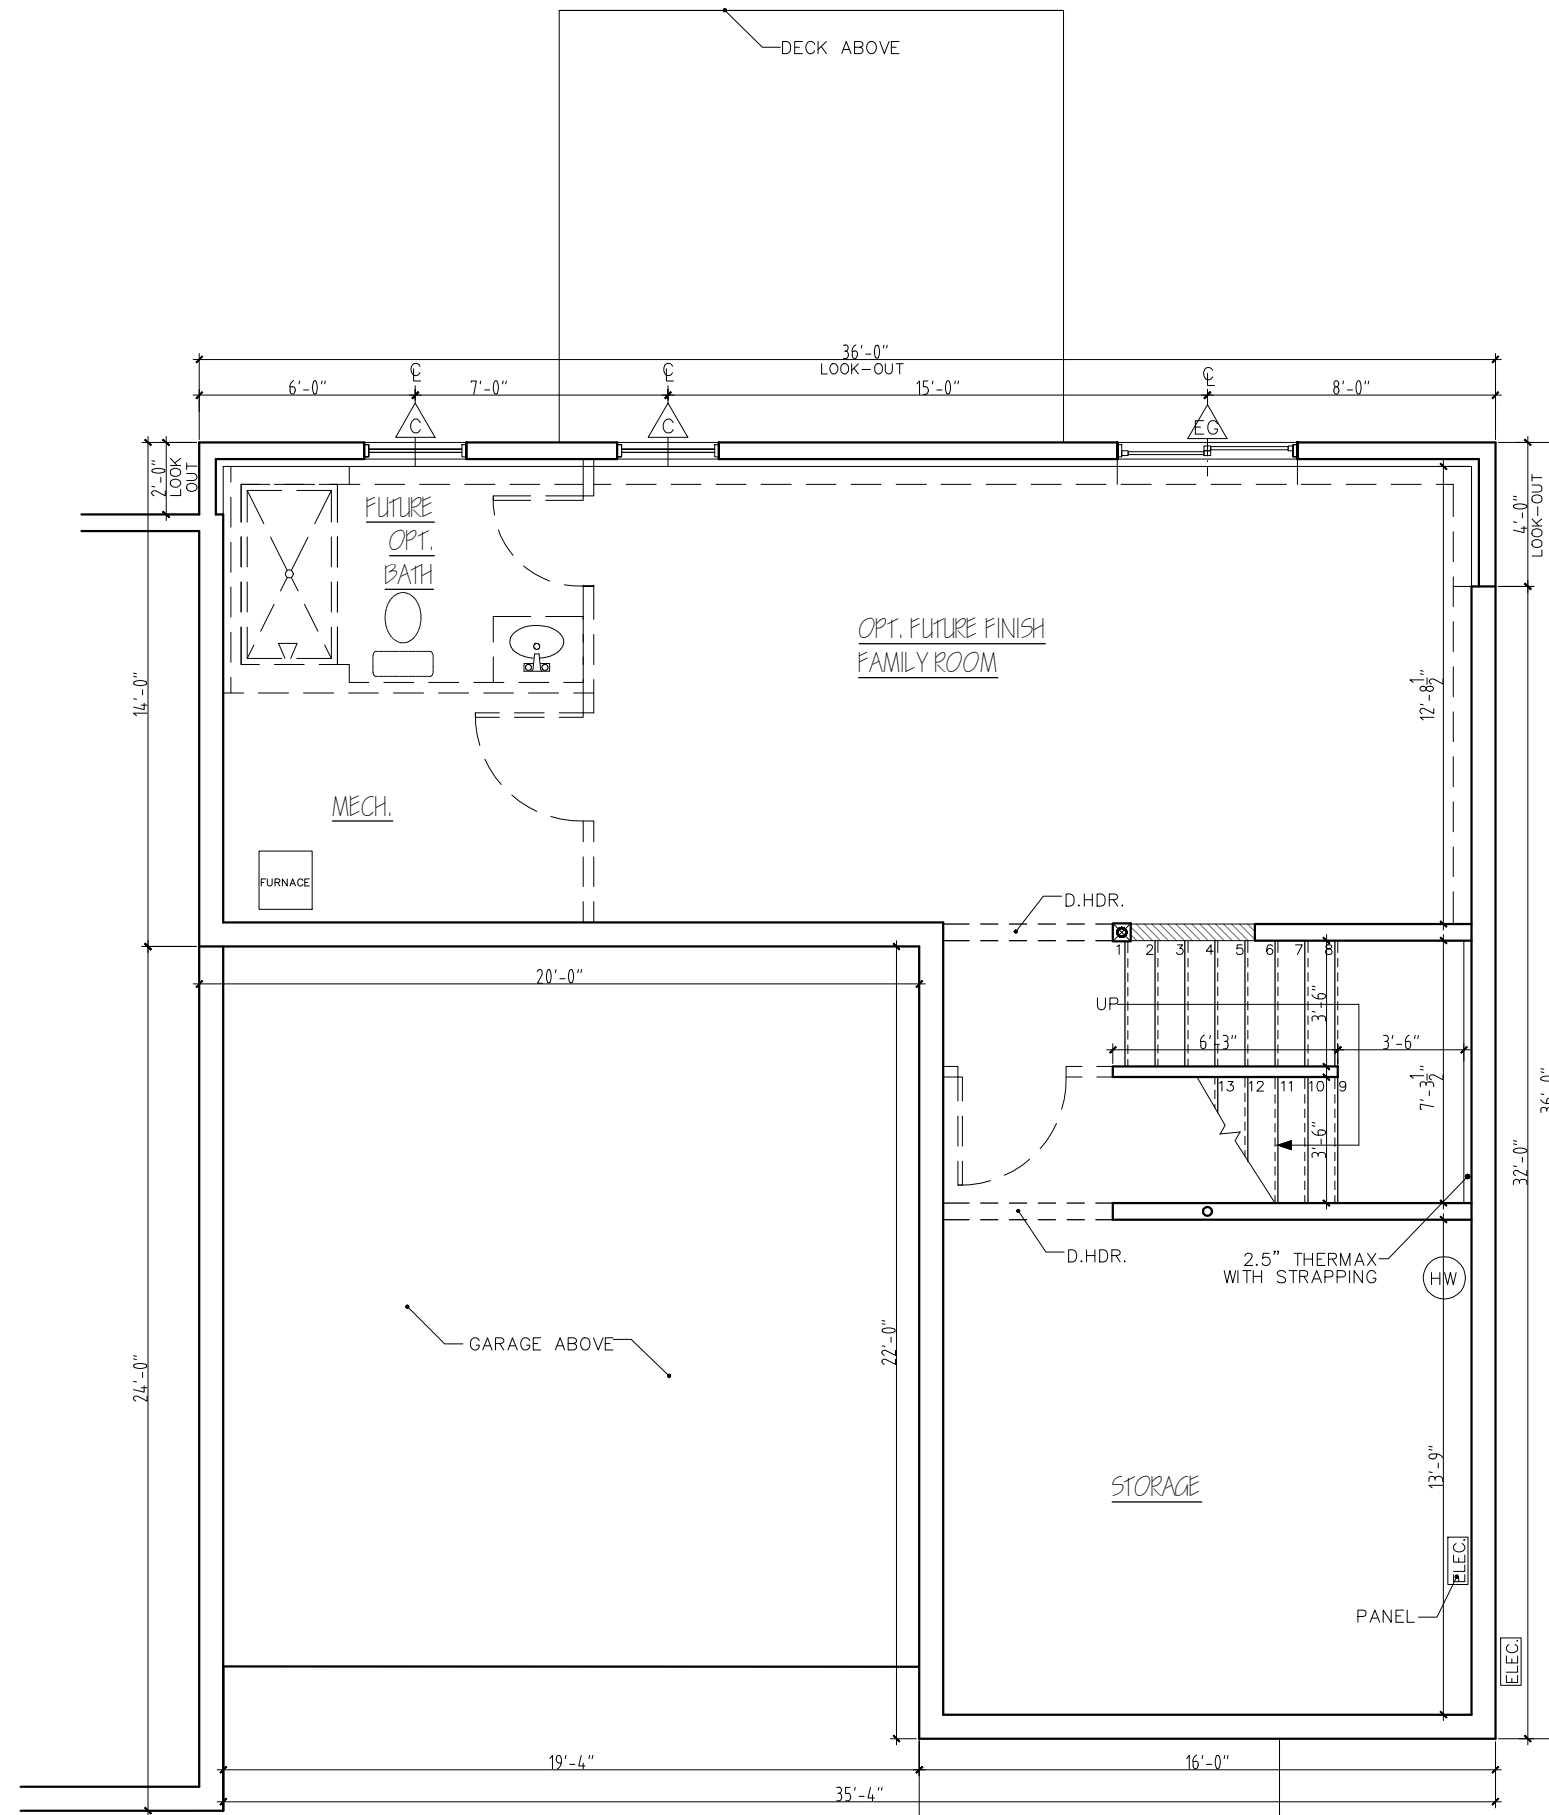 DECK ABOVE
36'-0"
LOOK-OUT
6'-0"
℄
7'-0"
℄
15'-0"
℄
8'-0"
C
C
EG
2'-0"
LOOK
OUT
4'-0"
LOOK-OUT
FUTURE
OPT.
BATH
OPT. FUTURE FINISH
FAMILY ROOM
14'-0"
12'-8 1/2"
MECH.
FURNACE
D.HDR.
1 2 3 4 5 6 7 8
20'-0"
UP
3'-6"
6'-3"
3'-6"
13 12 11 10 9
7'-3 1/2"
36'-0"
3'-6"
32'-0"
D.HDR.
2.5" THERMAX
WITH STRAPPING
HW
GARAGE ABOVE
22'-0"
24'-0"
13'-9"
STORAGE
ELEC.
PANEL
ELEC.
19'-4"
16'-0"
35'-4"